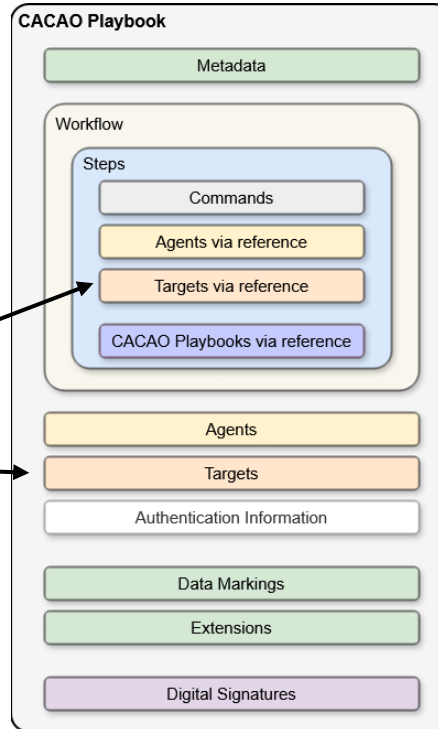 CACAO Playbook
Metadata
Workflow
Steps
Commands
Agents via reference
Targets via reference
CACAO Playbooks via reference
Agents
Targets
Authentication Information
Data Markings
Extensions
Digital Signatures